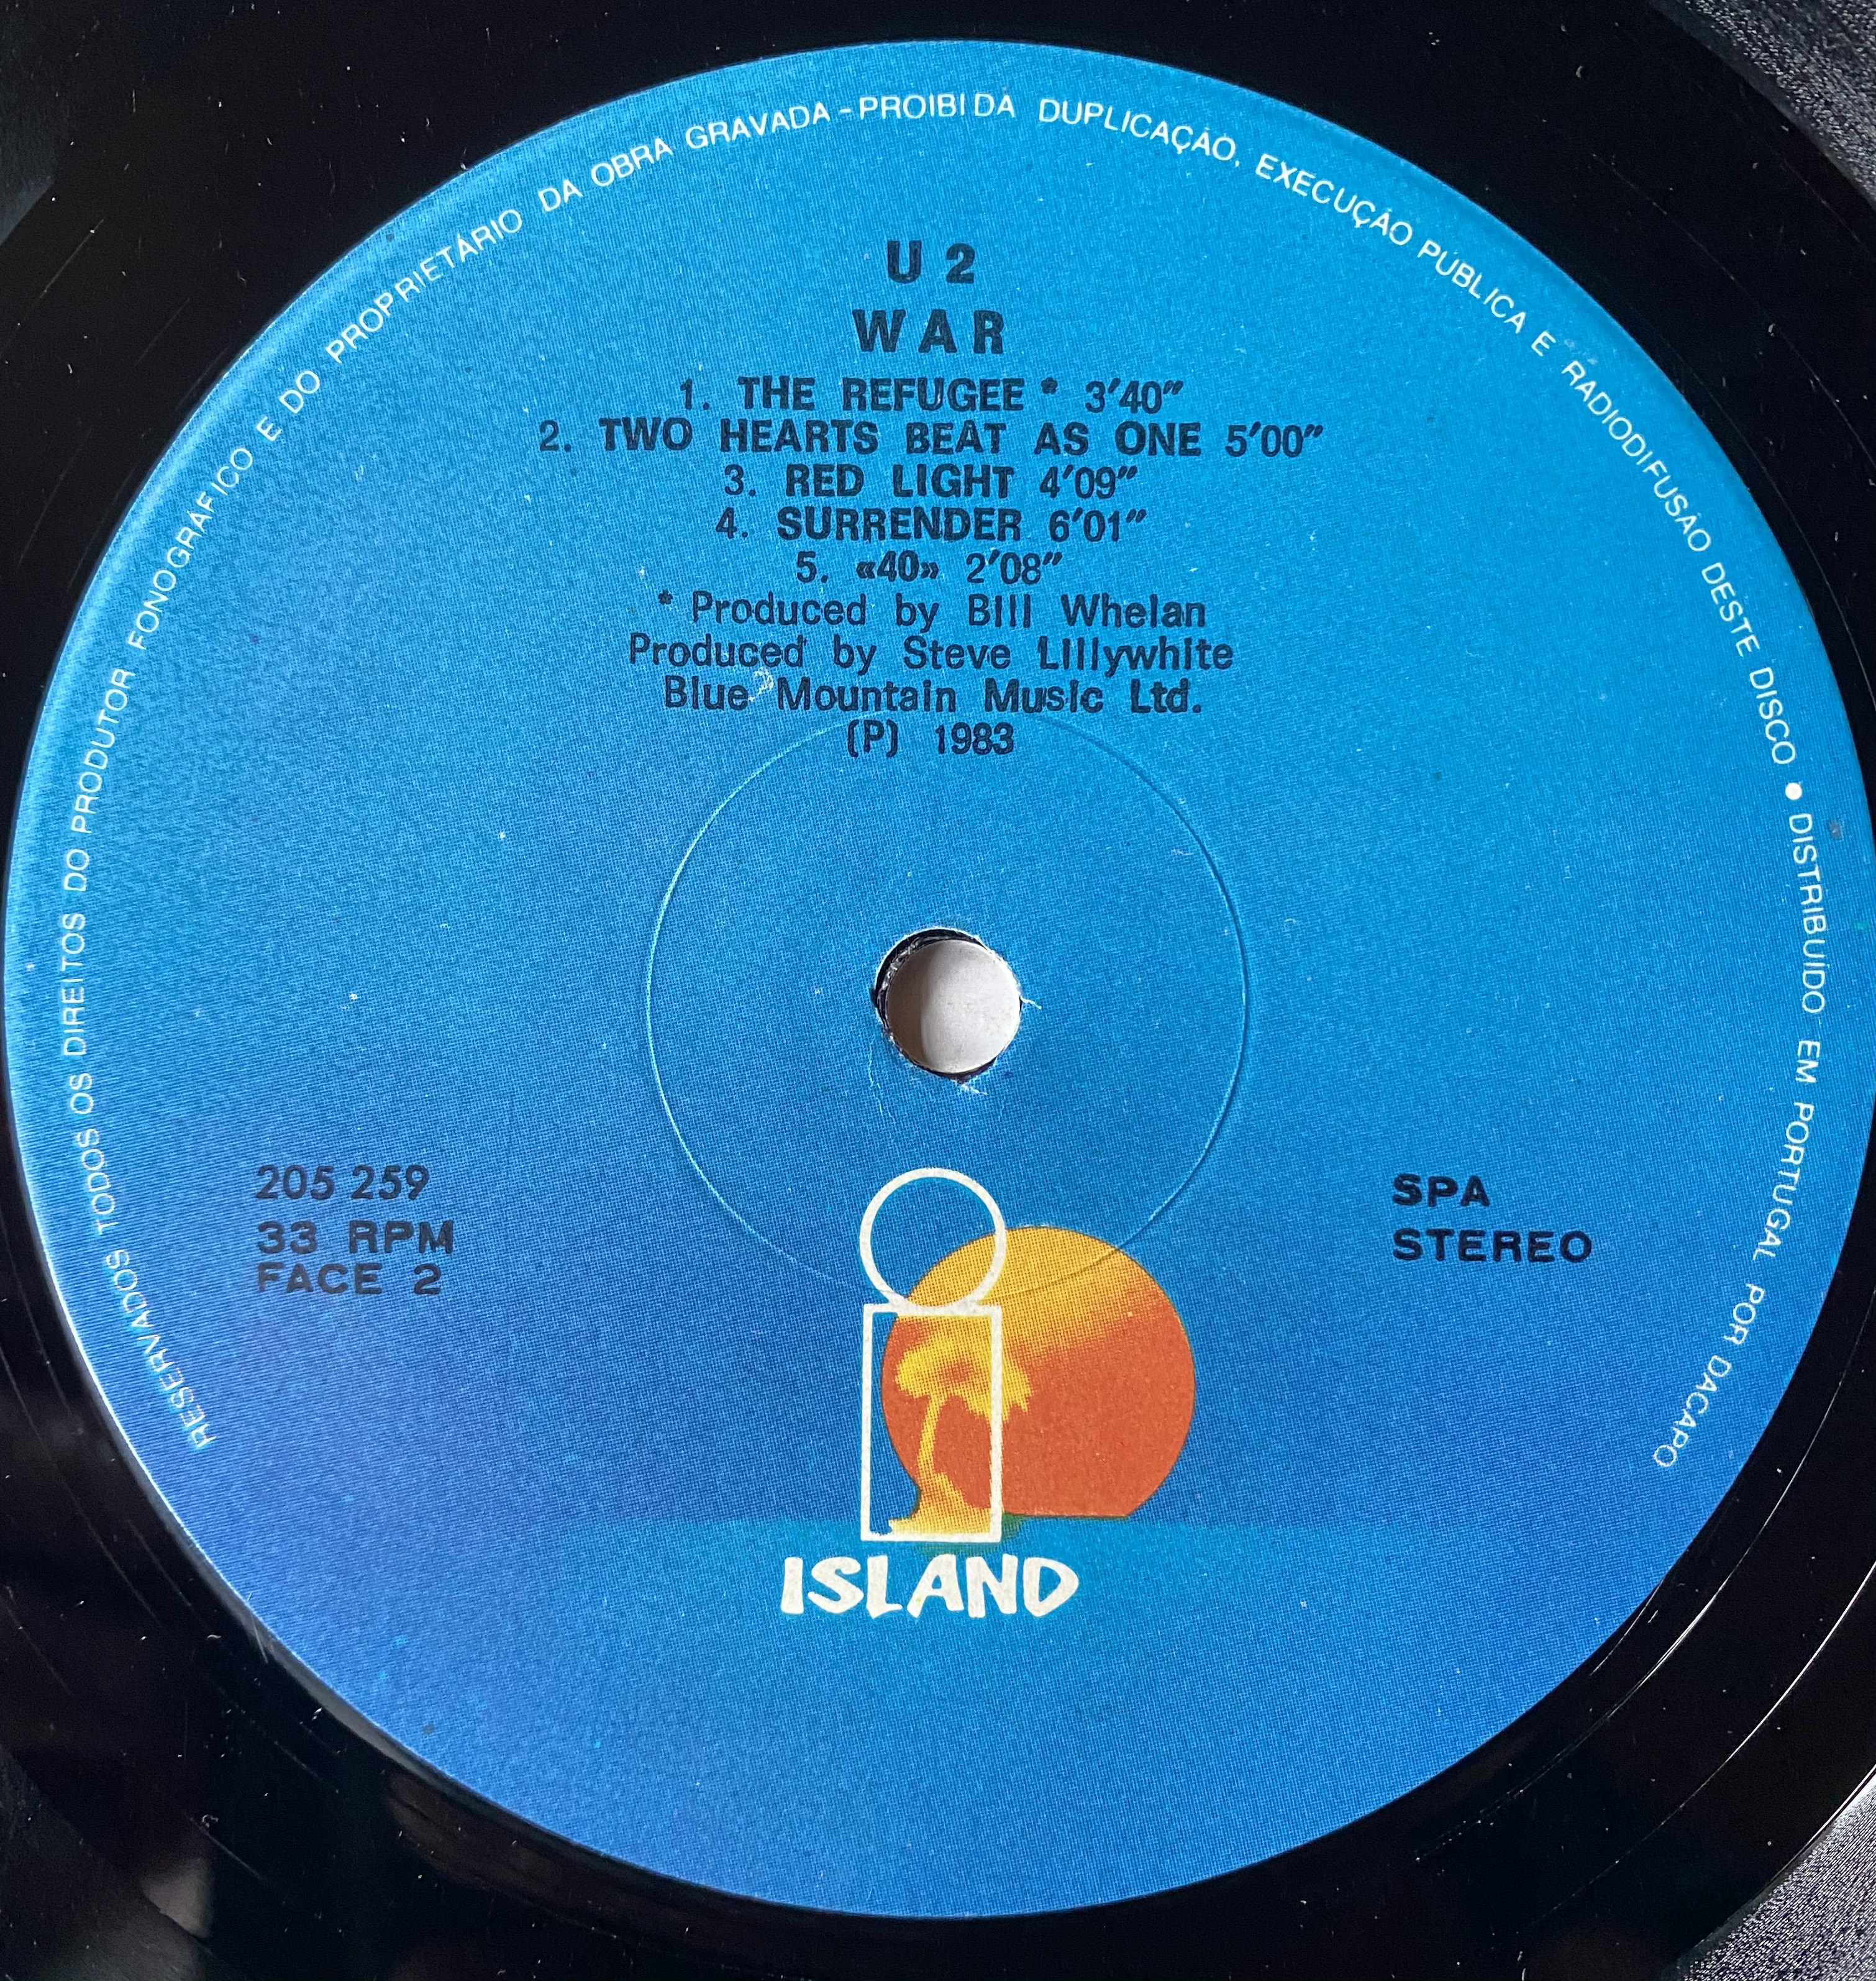 RESERVADOS TODOS OS DIREITOS DO PRODUTOR FONOGRÁFICO E DO PROPRIETÁRIO DA OBRA GRAVADA - PROIBIDA DUPLICAÇÃO, EXECUÇÃO PÚBLICA E RADIODIFUSÃO DESTE DISCO ● DISTRIBUÍDO EM PORTUGAL POR DACAPO
U 2
WAR
1. THE REFUGEE * 3'40"
2. TWO HEARTS BEAT AS ONE 5'00"
3. RED LIGHT 4'09"
4. SURRENDER 6'01"
5. «40» 2'08"
* Produced by Bill Whelan
Produced by Steve Lillywhite
Blue Mountain Music Ltd.
(P) 1983
205 259
33 RPM
FACE 2
SPA
STEREO
i
ISLAND